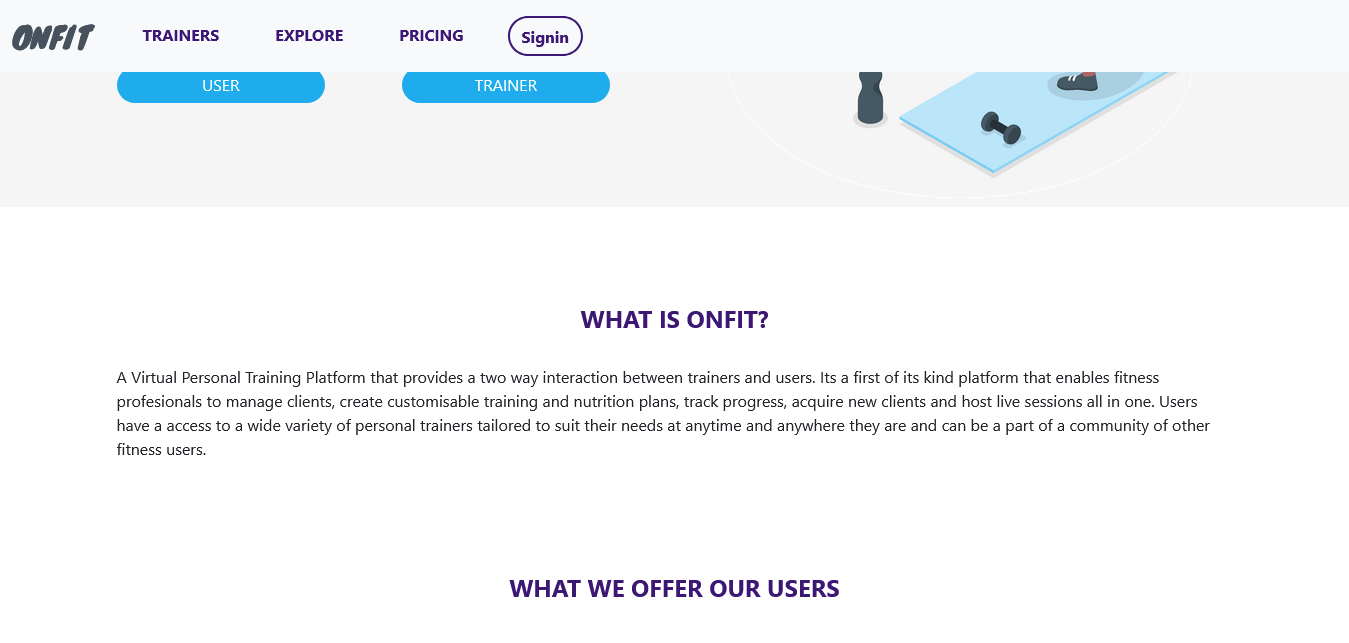 ONFIT TRAINERS EXPLORE PRICING Signin
USER TRAINER
WHAT IS ONFIT?
A Virtual Personal Training Platform that provides a two way interaction between trainers and users. Its a first of its kind platform that enables fitness
profesionals to manage clients, create customisable training and nutrition plans, track progress, acquire new clients and host live sessions all in one. Users
have a access to a wide variety of personal trainers tailored to suit their needs at anytime and anywhere they are and can be a part of a community of other
fitness users.
WHAT WE OFFER OUR USERS